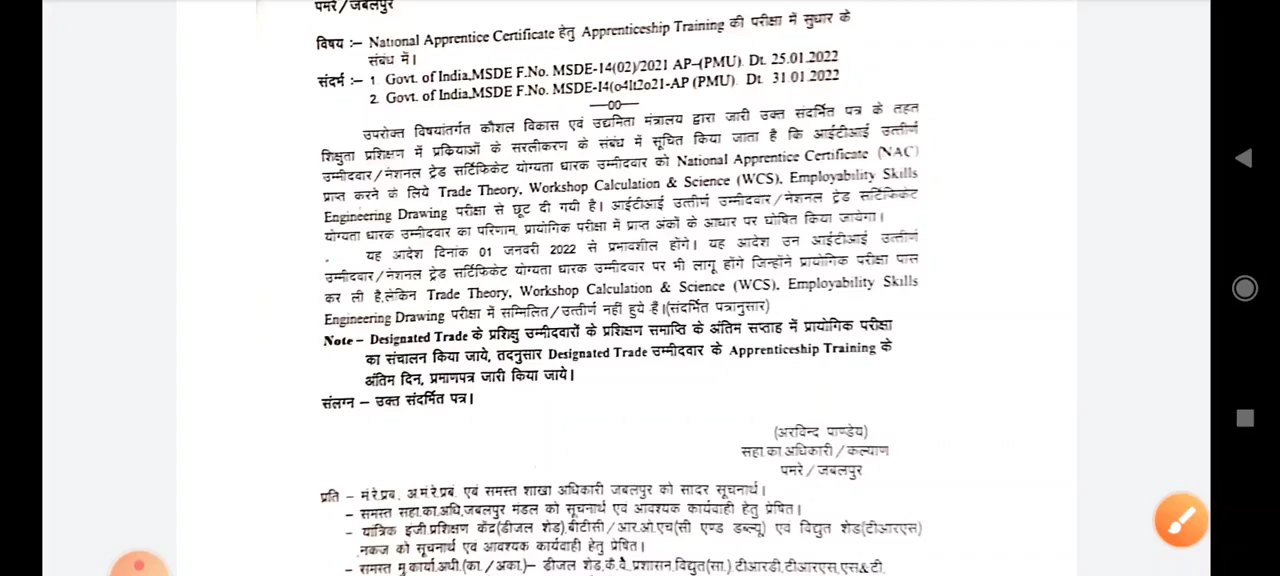 पमरे/जबलपुर
विषय :– National Apprentice Certificate हेतु Apprenticeship Training की परीक्षा में सुधार के
संबंध में।
संदर्भ :– 1 Govt. of India,MSDE F.No. MSDE-14(02)/2021 AP–(PMU). Dt. 25.01.2022
2. Govt. of India,MSDE F.No. MSDE-14(o4It2o21-AP (PMU). Dt. 31.01.2022
—00—
उपरोक्त विषयांतर्गत कौशल विकास एवं उद्यमिता मंत्रालय द्वारा जारी उक्त संदर्भित पत्र के तहत
शिक्षुता प्रशिक्षण में प्रकियाओं के सरलीकरण के संबंध में सूचित किया जाता है कि आईटीआई उत्त्तीर्ण
उम्मीदवार/नेशनल ट्रेड सर्टिफिकेट योग्यता धारक उम्मीदवार को National Apprentice Certificate (NAC)
प्राप्त करने के लिये Trade Theory, Workshop Calculation & Science (WCS), Employability Skills
Engineering Drawing परीक्षा से छूट दी गयी है। आईटीआई उत्तीर्ण उम्मीदवार/नेशनल ट्रेड सर्टिफिकेट
योग्यता धारक उम्मीदवार का परिणाम, प्रायोगिक परीक्षा में प्राप्त अंकों के आधार पर घोषित किया जायेगा।
यह आदेश दिनांक 01 जनवरी 2022 से प्रभावशील होंगे। यह आदेश उन आईटीआई उत्तीर्ण
उम्मीदवार/नेशनल ट्रेड सर्टिफिकेट योग्यता धारक उम्मीदवार पर भी लागू होंगे जिन्होंने प्रायोगिक परीक्षा पास
कर ली है,लेकिन Trade Theory, Workshop Calculation & Science (WCS), Employability Skills
Engineering Drawing परीक्षा में सम्मिलित/उत्तीर्ण नहीं हुये हैं।(संदर्भित पत्रानुसार)
Note – Designated Trade के प्रशिक्षु उम्मीदवारों के प्रशिक्षण समाप्ति के अंतिम सप्ताह में प्रायोगिक परीक्षा
का संचालन किया जाये, तदनुसार Designated Trade उम्मीदवार के Apprenticeship Training के
अंतिम दिन, प्रमाणपत्र जारी किया जाये।
संलग्न – उक्त संदर्भित पत्र।
(अरविन्द पाण्डेय)
सहा.का.अधिकारी/कल्याण
पमरे/जबलपुर
प्रति – मं.रे.प्रब., अ.मं.रे.प्रबं. एवं समस्त शाखा अधिकारी जबलपुर को सादर सूचनार्थ।
– समस्त सहा.का.अधि.,जबलपुर मंडल को सूचनार्थ एवं आवश्यक कार्यवाही हेतु प्रेषित।
– यांत्रिक इंजी.प्रशिक्षण केंद्र(डीजल शेड),बीटीसी/आर.ओ.एच(सी एण्ड डब्ल्यू) एवं विद्युत शेड(टीआरएस)
नकज को सूचनार्थ एवं आवश्यक कार्यवाही हेतु प्रेषित।
– समस्त मु.कार्या.अधी.(का./अका.)– डीजल शेड,कै.वै.,प्रशासन,विद्युत(सा.) टीआरडी,टीआरएस,एस&टी,